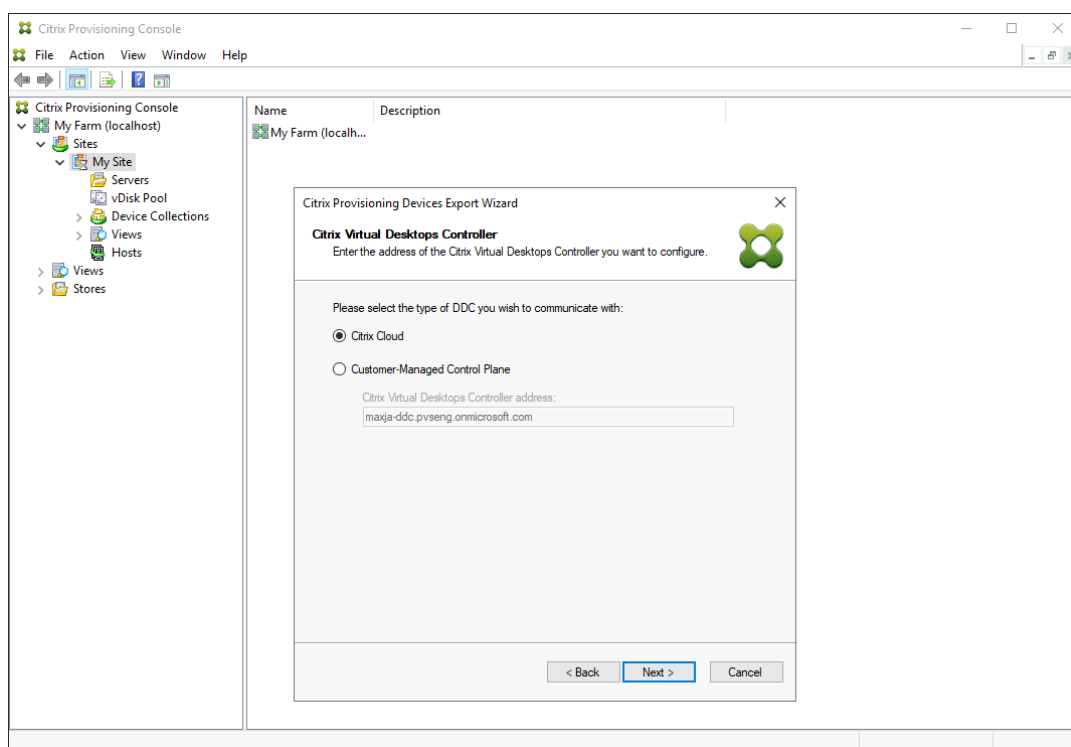 Citrix Provisioning Console
File Action View Window Help
Citrix Provisioning Console
My Farm (localhost)
Sites
My Site
Servers
vDisk Pool
Device Collections
Views
Hosts
Views
Stores
Name Description
My Farm (localh...
Citrix Provisioning Devices Export Wizard
Citrix Virtual Desktops Controller
Enter the address of the Citrix Virtual Desktops Controller you want to configure.
Please select the type of DDC you wish to communicate with:
Citrix Cloud
Customer-Managed Control Plane
Citrix Virtual Desktops Controller address:
maxja-ddc.pvseng.onmicrosoft.com
< Back Next > Cancel